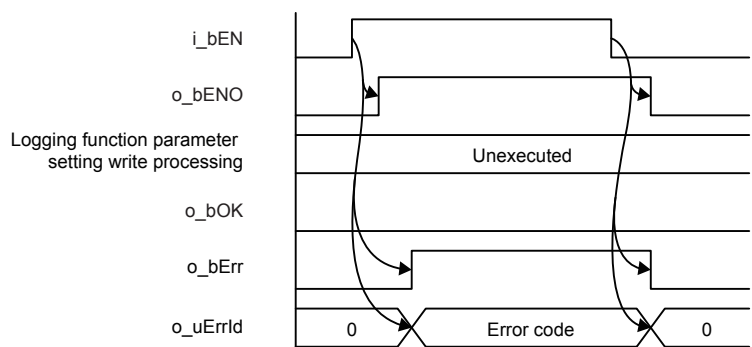 i_bEN
o_bENO
Logging function parameter
setting write processing
Unexecuted
o_bOK
o_bErr
o_uErrId
0
Error code
0